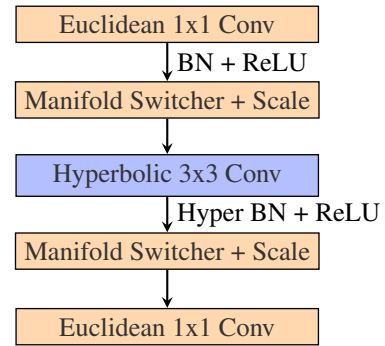 Euclidean 1x1 Conv
BN + ReLU
Manifold Switcher + Scale
Hyperbolic 3x3 Conv
Hyper BN + ReLU
Manifold Switcher + Scale
Euclidean 1x1 Conv